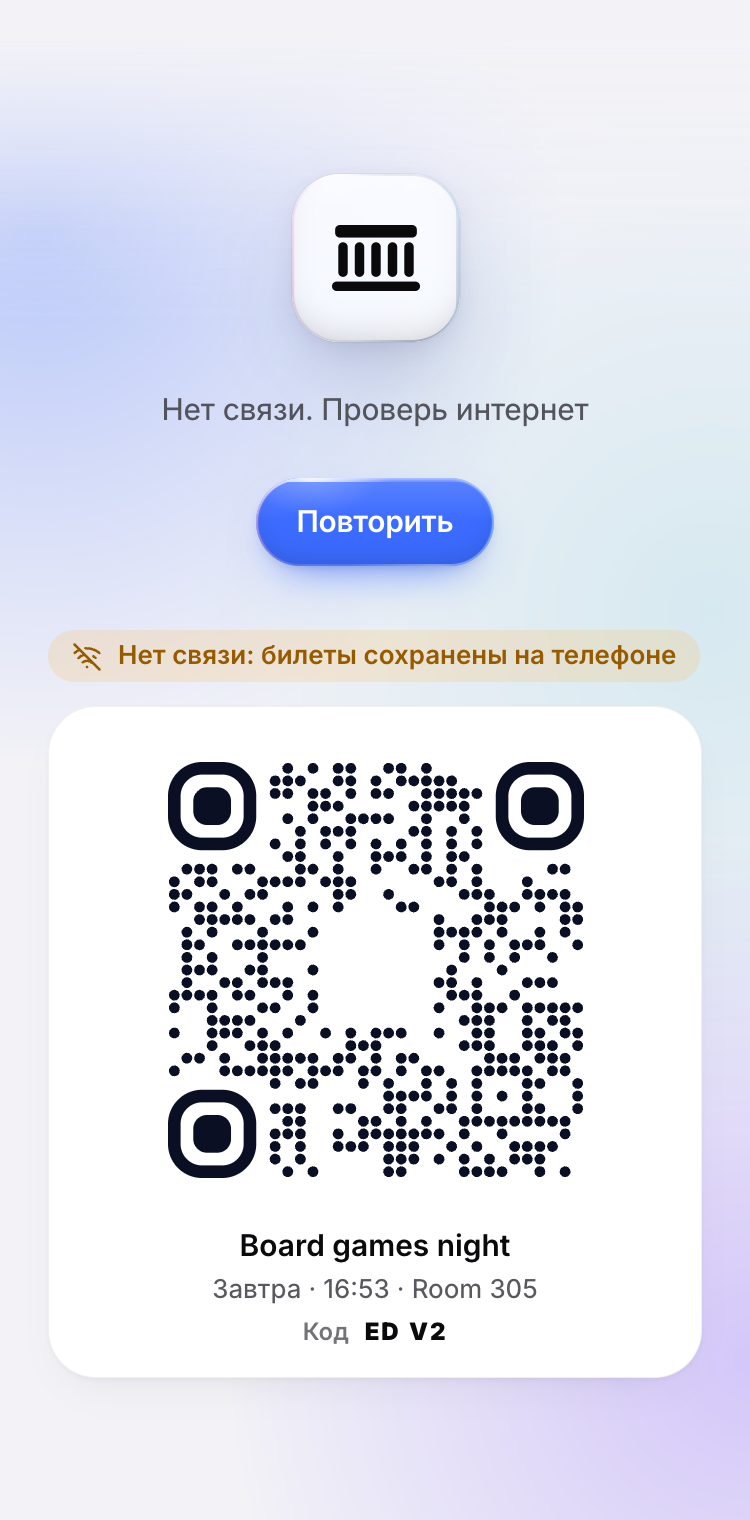 Нет связи. Проверь интернет
Повторить
Нет связи: билеты сохранены на телефоне
Board games night
Завтра · 16:53 · Room 305
Код ED V2